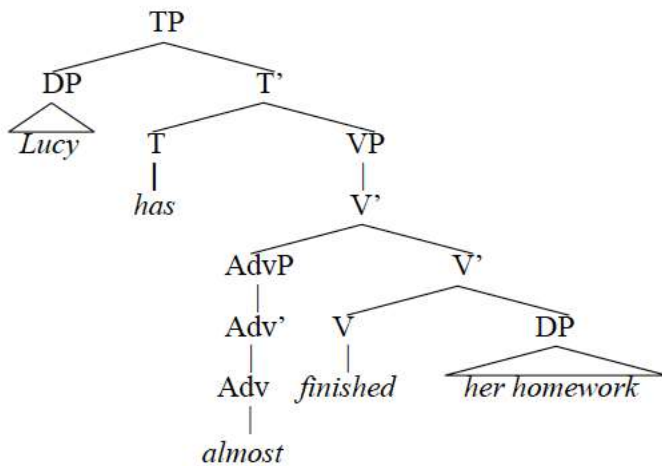 TP
DP T’
Lucy T VP
has V’
AdvP V’
Adv’ V DP
Adv finished her homework
almost